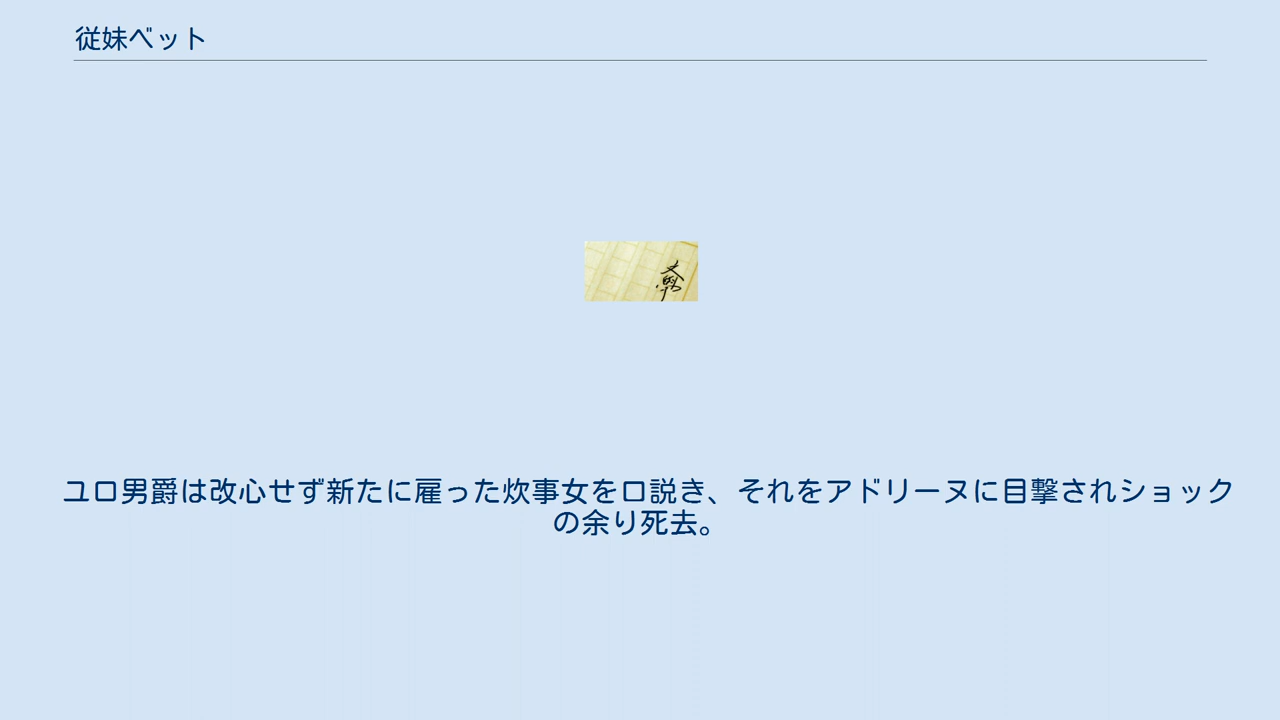 従妹ベット
ユロ男爵は改心せず新たに雇った炊事女を口説き、それをアドリーヌに目撃されショック
の余り死去。